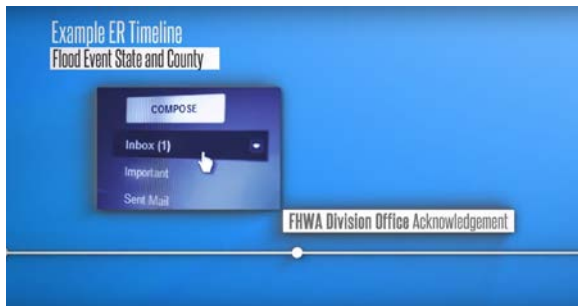 Example ER Timeline
Flood Event State and County
COMPOSE
Inbox (1)
Important
Sent Mail
FHWA Division Office Acknowledgement